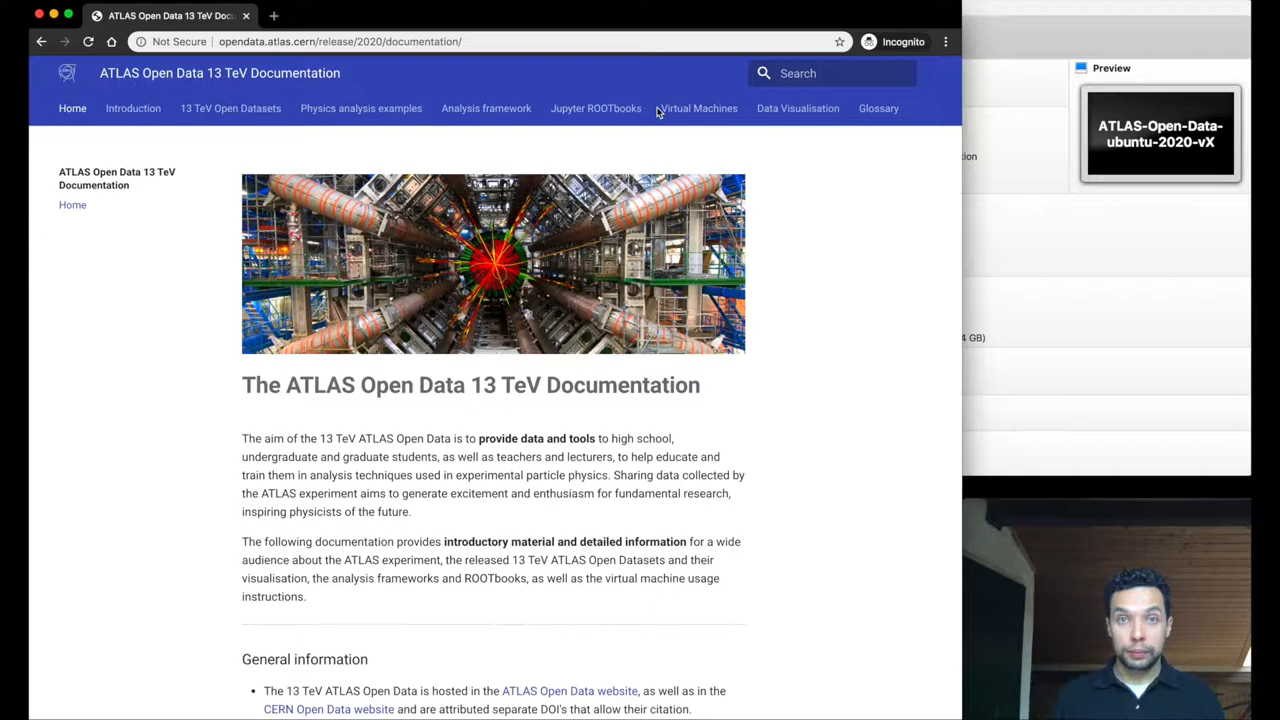 ATLAS Open Data 13 TeV Docu
Not Secure opendata.atlas.cern/release/2020/documentation/
Incognito
ATLAS Open Data 13 TeV Documentation
Search
Home Introduction 13 TeV Open Datasets Physics analysis examples Analysis framework Jupyter ROOTbooks Virtual Machines Data Visualisation Glossary
ATLAS Open Data 13 TeV
Documentation
Home
The ATLAS Open Data 13 TeV Documentation
The aim of the 13 TeV ATLAS Open Data is to provide data and tools to high school,
undergraduate and graduate students, as well as teachers and lecturers, to help educate and
train them in analysis techniques used in experimental particle physics. Sharing data collected by
the ATLAS experiment aims to generate excitement and enthusiasm for fundamental research,
inspiring physicists of the future.
The following documentation provides introductory material and detailed information for a wide
audience about the ATLAS experiment, the released 13 TeV ATLAS Open Datasets and their
visualisation, the analysis frameworks and ROOTbooks, as well as the virtual machine usage
instructions.
General information
• The 13 TeV ATLAS Open Data is hosted in the ATLAS Open Data website, as well as in the
CERN Open Data website and are attributed separate DOI's that allow their citation.
Preview
ATLAS-Open-Data-
ubuntu-2020-vX
tion
4 GB)